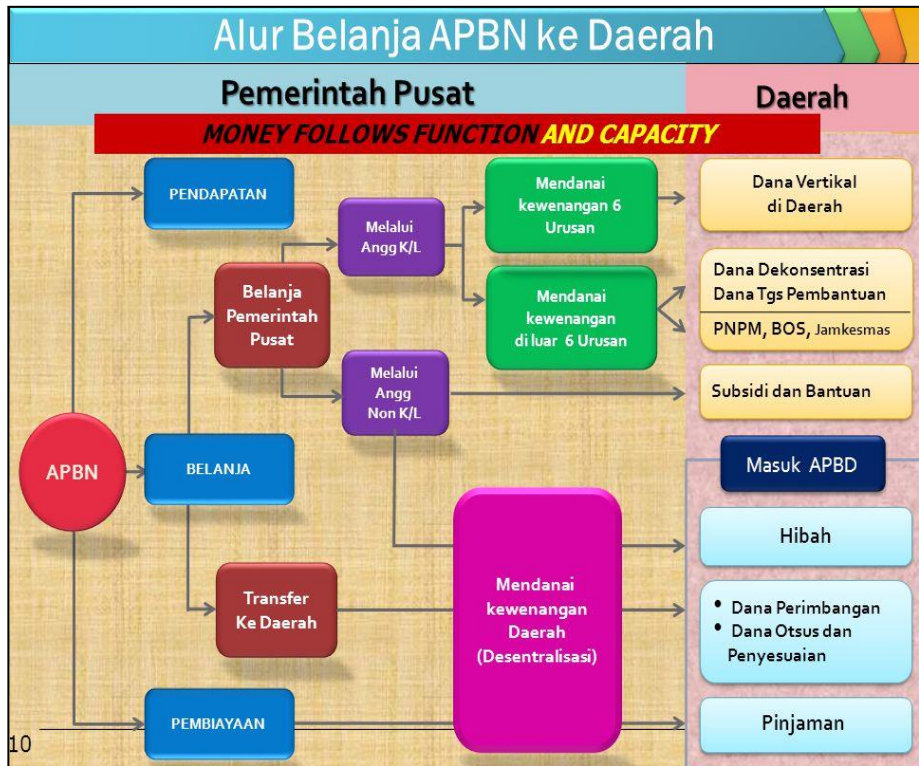 Alur Belanja APBN ke Daerah
Pemerintah Pusat
Daerah
MONEY FOLLOWS FUNCTION AND CAPACITY
PENDAPATAN
Melalui
Angg K/L
Mendanai
kewenangan 6
Urusan
Dana Vertikal
di Daerah
Belanja
Pemerintah
Pusat
Mendanai
kewenangan
di luar 6 Urusan
Dana Dekonsentrasi
Dana Tgs Pembantuan
PNPM, BOS, Jamkesmas
Melalui
Angg
Non K/L
Subsidi dan Bantuan
APBN
BELANJA
Masuk APBD
Hibah
Transfer
Ke Daerah
Mendanai
kewenangan
Daerah
(Desentralisasi)
• Dana Perimbangan
• Dana Otsus dan
Penyesuaian
PEMBIAYAAN
Pinjaman
10